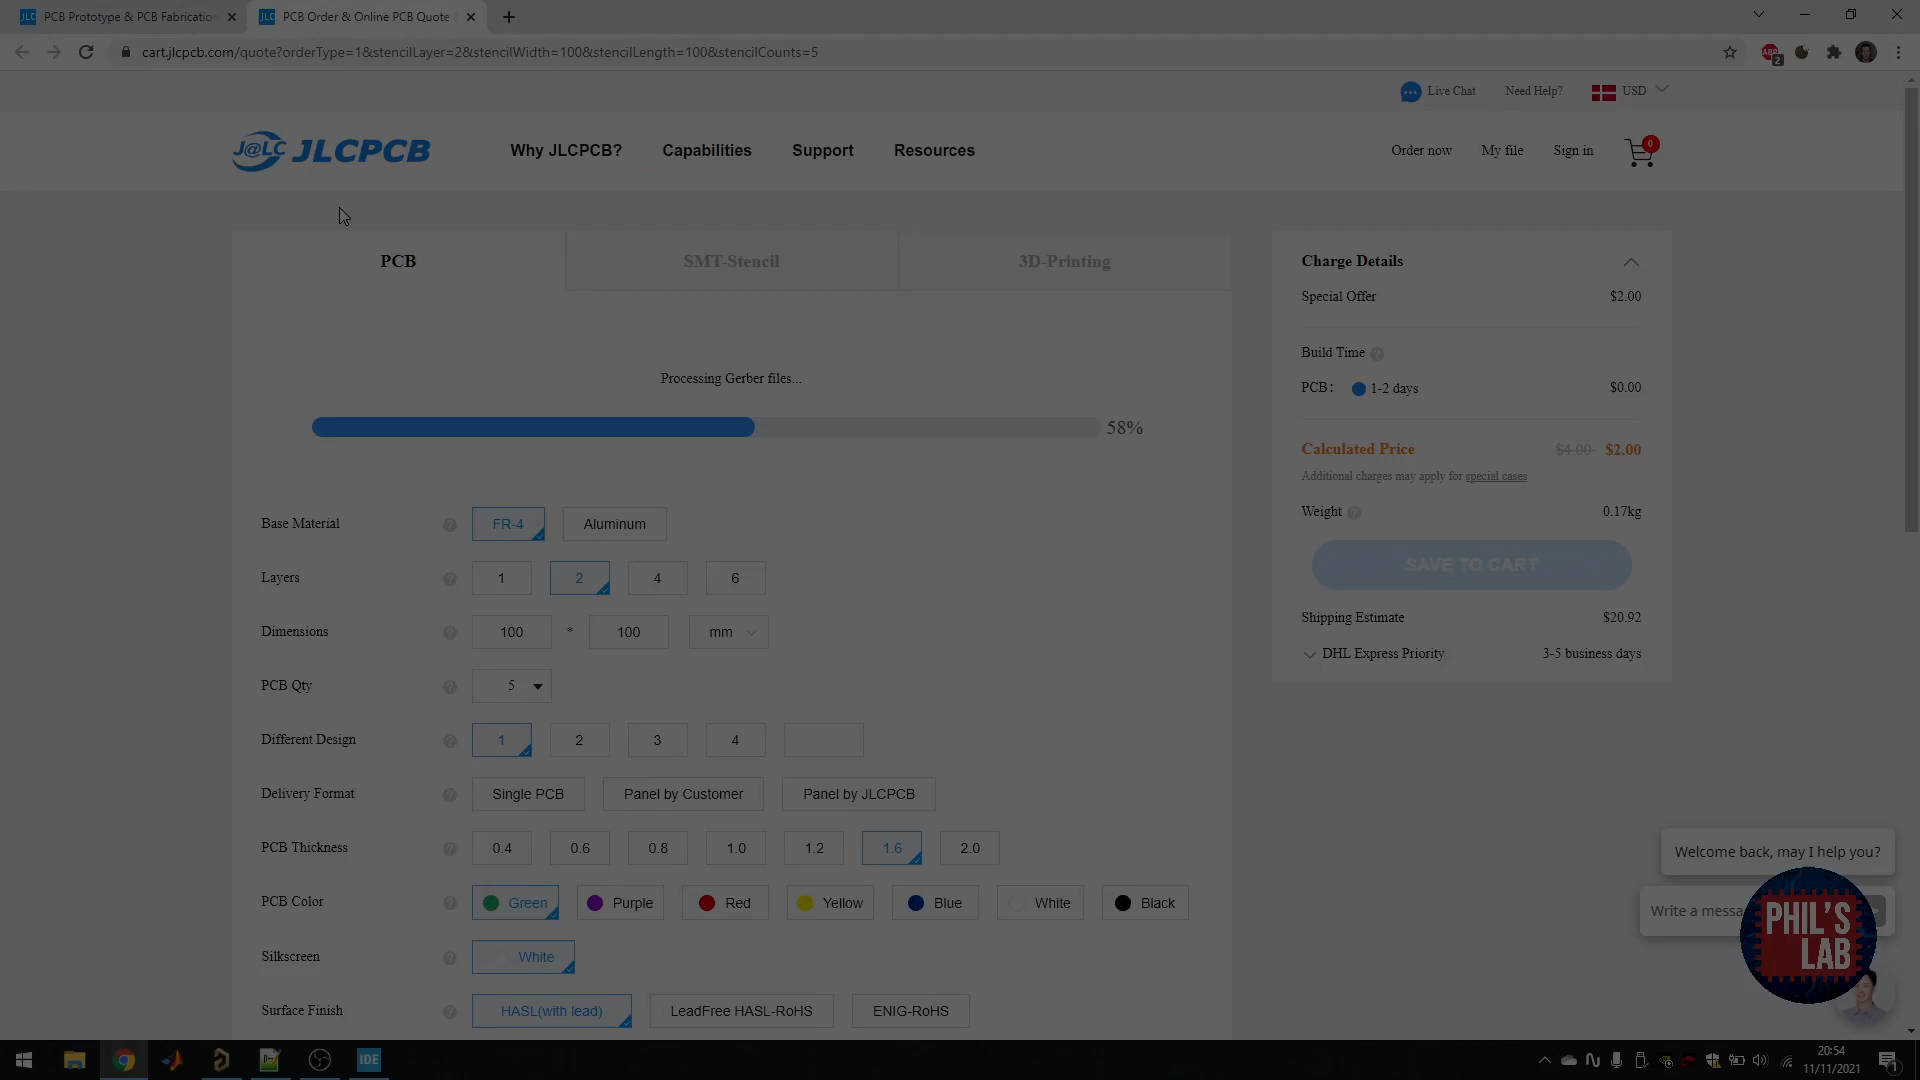 PCB Prototype & PCB Fabrication
PCB Order & Online PCB Quote
cart.jlcpcb.com/quote?orderType=1&stencilLayer=2&stencilWidth=100&stencilLength=100&stencilCounts=5
ABP
2
Live Chat
Need Help?
USD
J@LC JLCPCB
Why JLCPCB?
Capabilities
Support
Resources
Order now
My file
Sign in
0
PCB
SMT-Stencil
3D-Printing
Processing Gerber files...
58%
Base Material
FR-4
Aluminum
Layers
1
2
4
6
Dimensions
100
*
100
mm
PCB Qty
5
Different Design
1
2
3
4
Delivery Format
Single PCB
Panel by Customer
Panel by JLCPCB
PCB Thickness
0.4
0.6
0.8
1.0
1.2
1.6
2.0
PCB Color
Green
Purple
Red
Yellow
Blue
White
Black
Silkscreen
White
Surface Finish
HASL(with lead)
LeadFree HASL-RoHS
ENIG-RoHS
Charge Details
Special Offer
$2.00
Build Time
PCB:
1-2 days
$0.00
Calculated Price
$4.00
$2.00
Additional charges may apply for special cases
Weight
0.17kg
SAVE TO CART
Shipping Estimate
$20.92
DHL Express Priority
3-5 business days
Welcome back, may I help you?
Write a messa
PHIL'S
LAB
IDE
20:54
11/11/2021
1